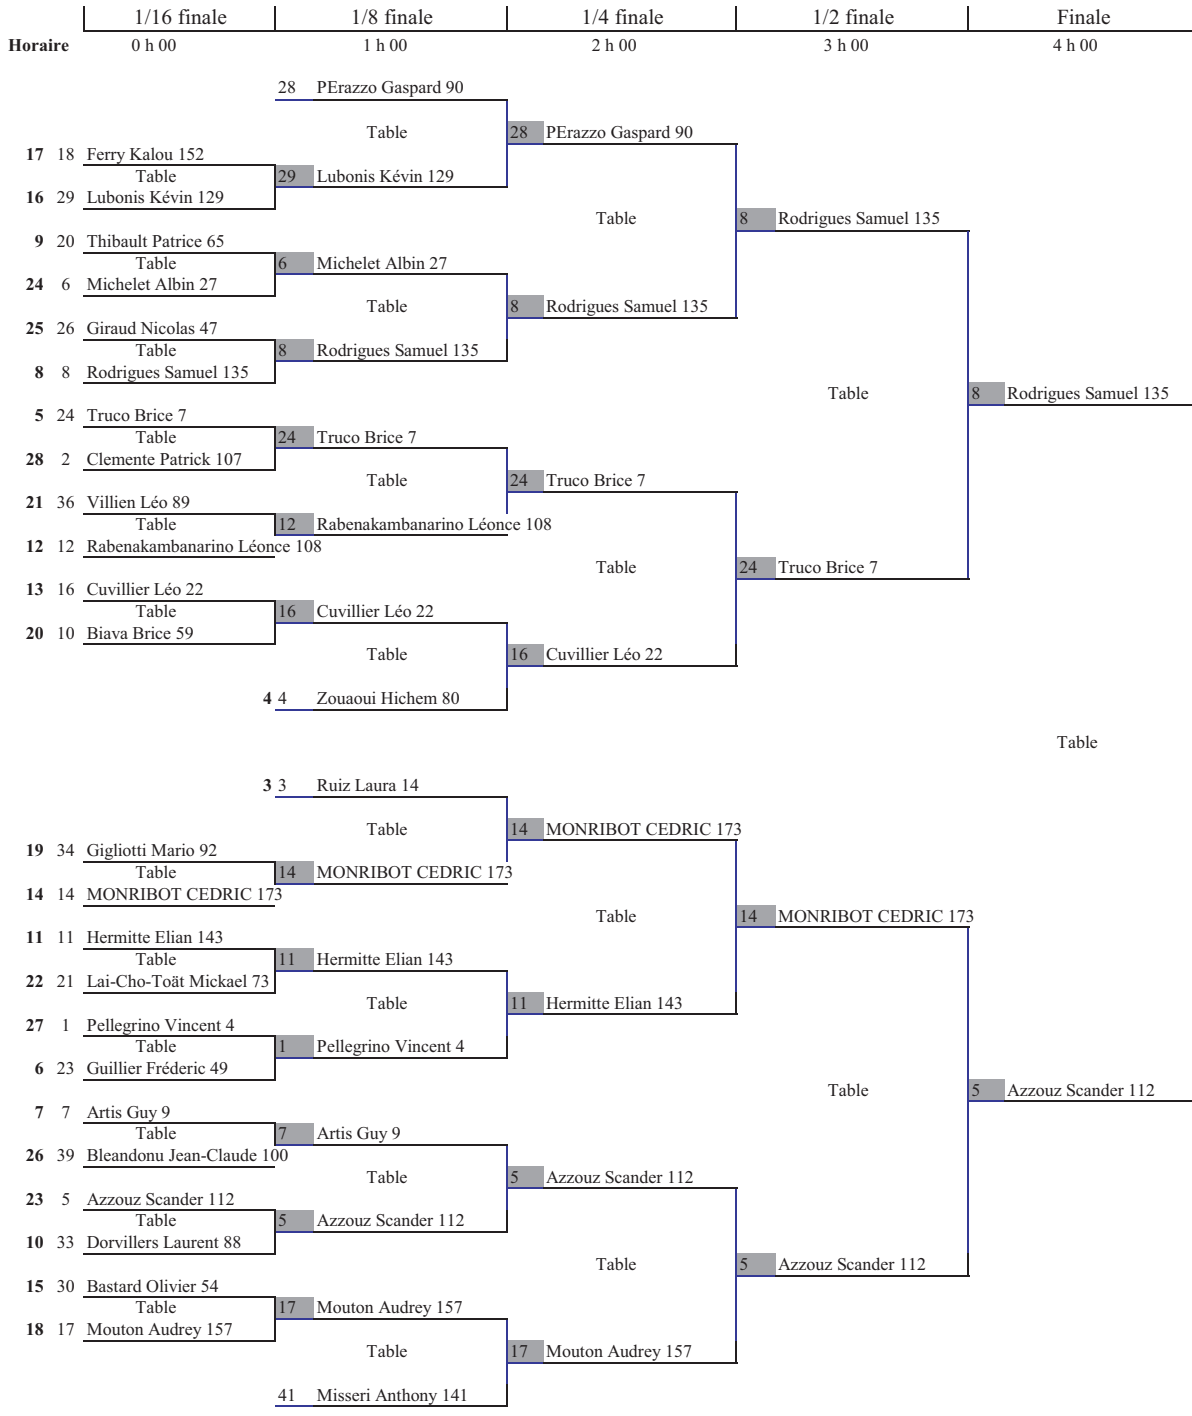 1/16 finale 1/8 finale 1/4 finale 1/2 finale Finale
Horaire 0 h 00 1 h 00 2 h 00 3 h 00 4 h 00
28 PErazzo Gaspard 90
Table 28 PErazzo Gaspard 90
17 18 Ferry Kalou 152
Table 29 Lubonis Kévin 129
16 29 Lubonis Kévin 129
Table 8 Rodrigues Samuel 135
9 20 Thibault Patrice 65
Table 6 Michelet Albin 27
24 6 Michelet Albin 27
Table 8 Rodrigues Samuel 135
25 26 Giraud Nicolas 47
Table 8 Rodrigues Samuel 135
8 8 Rodrigues Samuel 135
Table 8 Rodrigues Samuel 135
5 24 Truco Brice 7
Table 24 Truco Brice 7
28 2 Clemente Patrick 107
Table 24 Truco Brice 7
21 36 Villien Léo 89
Table 12 Rabenakambanarino Léonce 108
12 12 Rabenakambanarino Léonce 108
Table 24 Truco Brice 7
13 16 Cuvillier Léo 22
Table 16 Cuvillier Léo 22
20 10 Biava Brice 59
Table 16 Cuvillier Léo 22
4 4 Zouaoui Hichem 80
Table
3 3 Ruiz Laura 14
Table 14 MONRIBOT CEDRIC 173
19 34 Gigliotti Mario 92
Table 14 MONRIBOT CEDRIC 173
14 14 MONRIBOT CEDRIC 173
Table 14 MONRIBOT CEDRIC 173
11 11 Hermitte Elian 143
Table 11 Hermitte Elian 143
22 21 Lai-Cho-Toät Mickael 73
Table 11 Hermitte Elian 143
27 1 Pellegrino Vincent 4
Table 1 Pellegrino Vincent 4
6 23 Guillier Fréderic 49
Table 5 Azzouz Scander 112
7 7 Artis Guy 9
Table 7 Artis Guy 9
26 39 Bleandonu Jean-Claude 100
Table 5 Azzouz Scander 112
23 5 Azzouz Scander 112
Table 5 Azzouz Scander 112
10 33 Dorvillers Laurent 88
Table 5 Azzouz Scander 112
15 30 Bastard Olivier 54
Table 17 Mouton Audrey 157
18 17 Mouton Audrey 157
Table 17 Mouton Audrey 157
41 Misseri Anthony 141